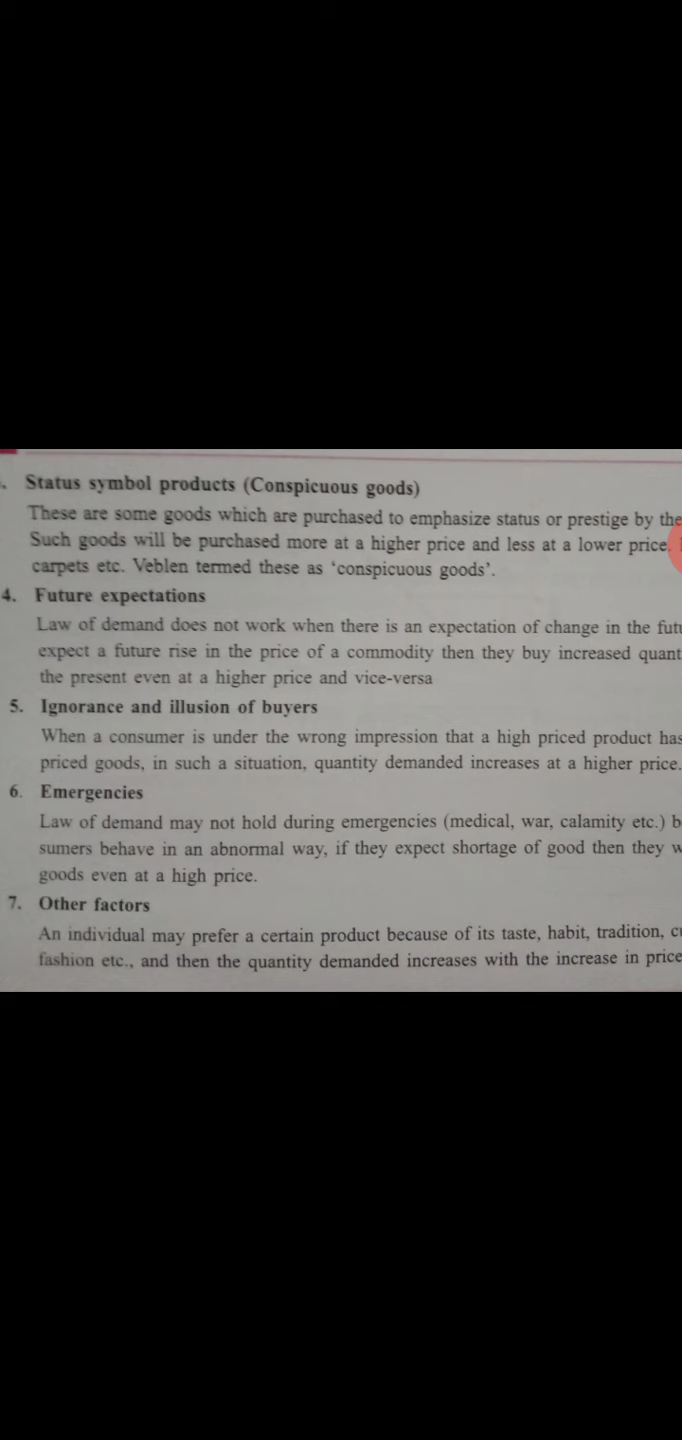 Status symbol products (Conspicuous goods)
These are some goods which are purchased to emphasize status or prestige by the
Such goods will be purchased more at a higher price and less at a lower price.
carpets etc. Veblen termed these as ‘conspicuous goods’.
4. Future expectations
Law of demand does not work when there is an expectation of change in the
expect a future rise in the price of a commodity then they buy increased
the present even at a higher price and vice-versa
5. Ignorance and illusion of buyers
When a consumer is under the wrong impression that a high priced product has
priced goods, in such a situation, quantity demanded increases at a higher price.
6. Emergencies
Law of demand may not hold during emergencies (medical, war, calamity etc.)
sumers behave in an abnormal way, if they expect shortage of good then they
goods even at a high price.
7. Other factors
An individual may prefer a certain product because of its taste, habit, tradition,
fashion etc., and then the quantity demanded increases with the increase in price